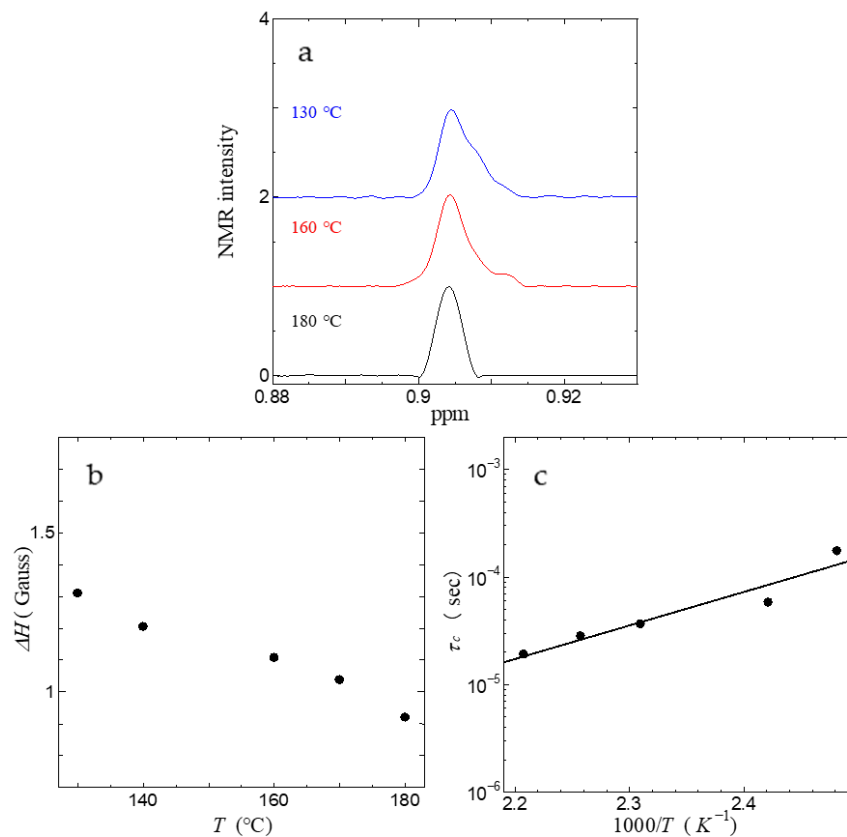 4
a
130 °C
2
160 °C
180 °C
0
NMR intensity
0.88
0.9
0.92
ppm
b
1.5
1
ΔH ( Gauss)
140
160
180
T (°C)
c
10⁻³
10⁻⁴
10⁻⁵
10⁻⁶
τc ( sec)
2.2
2.3
2.4
1000/T ( K⁻¹)